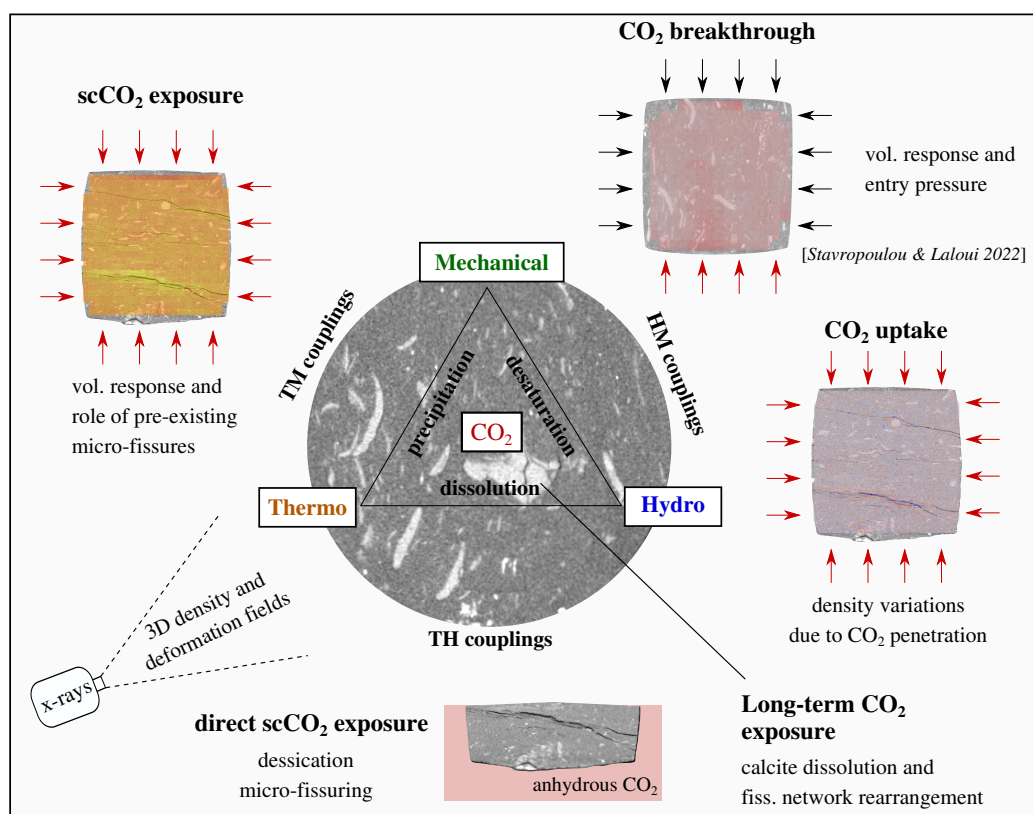 CO₂ breakthrough
scCO₂ exposure
vol. response and
entry pressure
[Stavropoulou & Laloui 2022]
Mechanical
TM couplings
HM couplings
precipitation
desaturation
CO₂
dissolution
Thermo
Hydro
TH couplings
vol. response and
role of pre-existing
micro-fissures
CO₂ uptake
density variations
due to CO₂ penetration
3D density and
deformation fields
x-rays
direct scCO₂ exposure
dessication
micro-fissuring
anhydrous CO₂
Long-term CO₂
exposure
calcite dissolution and
fiss. network rearrangement